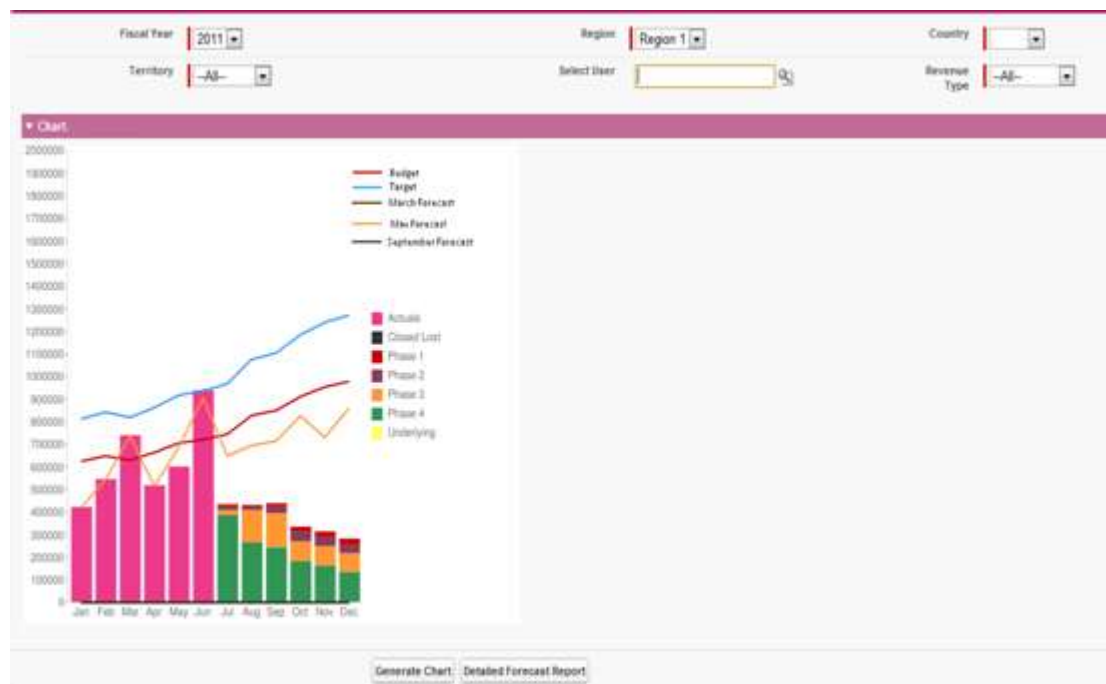 Fiscal Year 2011 Region Region 1 Country
Territory --All-- Select User Revenue Type --All--
Chart
2000000
1900000
1800000
1700000
1600000
1500000
1400000
1300000
1200000
1100000
1000000
900000
800000
700000
600000
500000
400000
300000
200000
100000
0
Budget
Target
March Forecast
May Forecast
September Forecast
Actuals
Closed Lost
Phase 1
Phase 2
Phase 3
Phase 4
Underlying
Jan Feb Mar Apr May Jun Jul Aug Sep Oct Nov Dec
Generate Chart Detailed Forecast Report